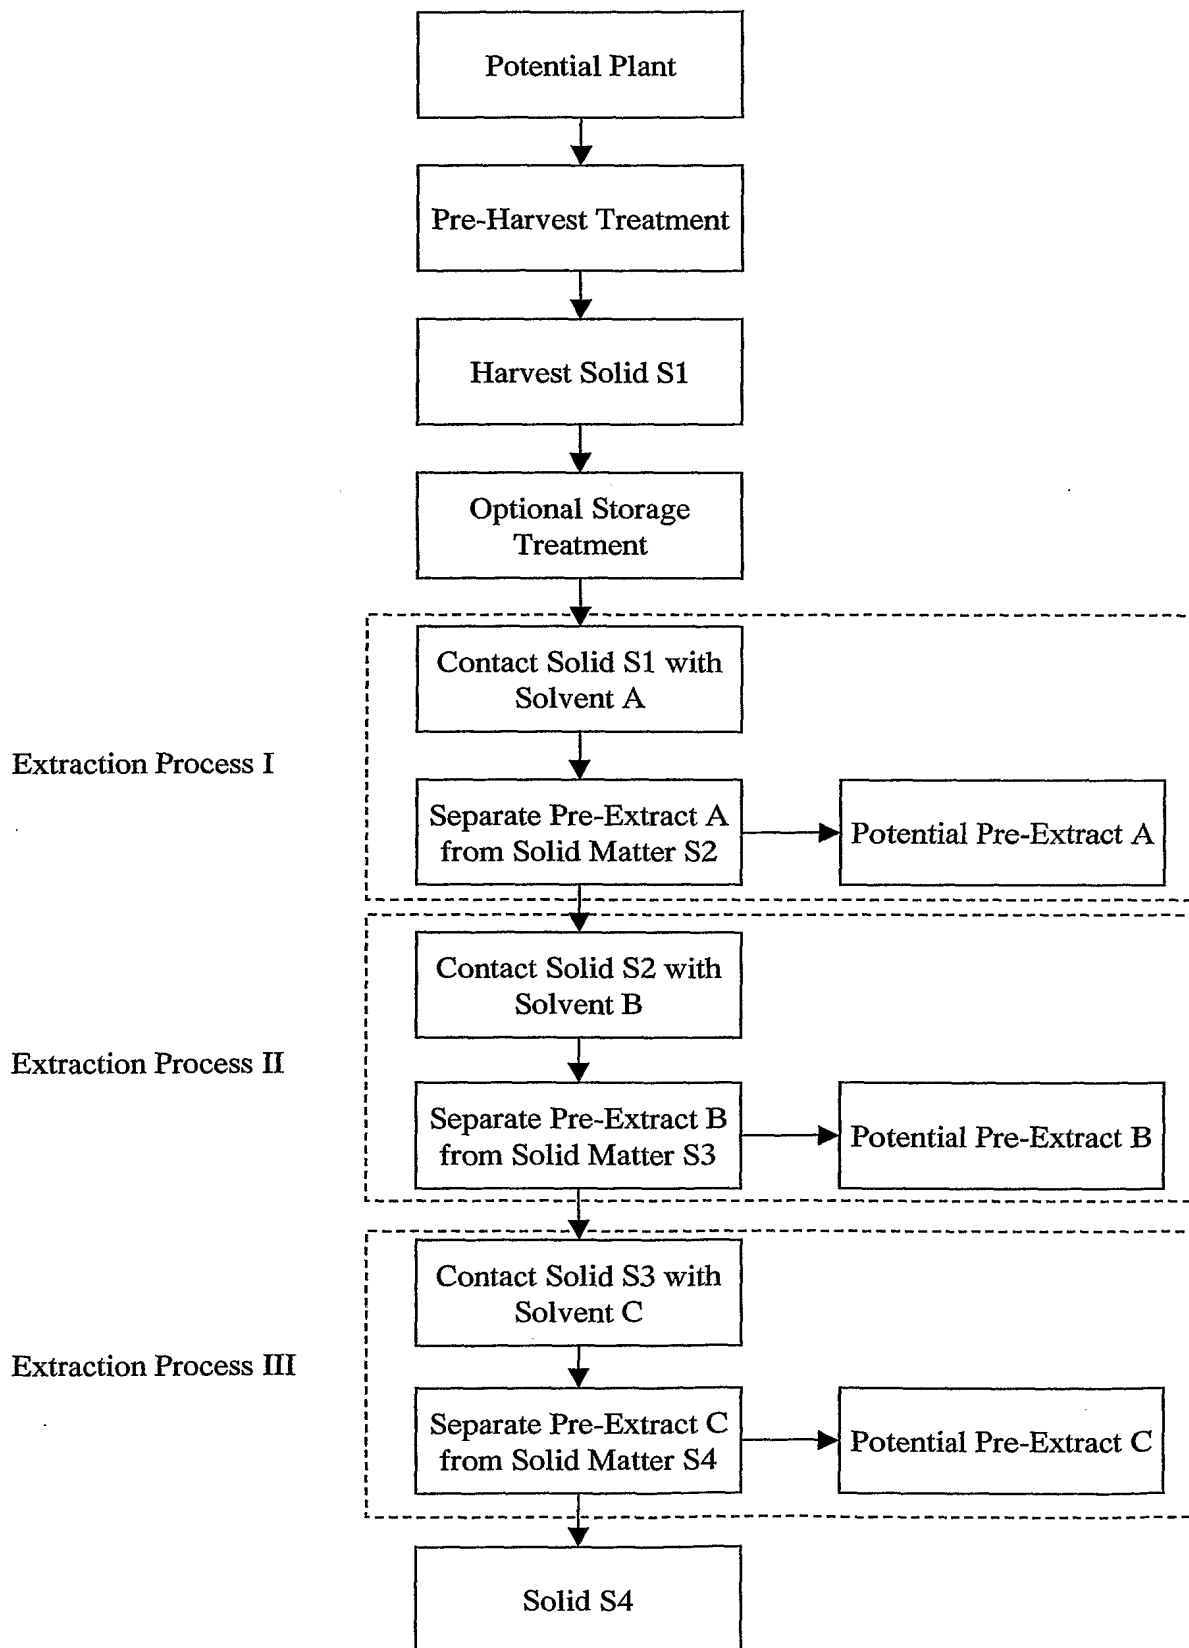 Potential Plant
Pre-Harvest Treatment
Harvest Solid S1
Optional Storage
Treatment
Contact Solid S1 with
Solvent A
Extraction Process I
Separate Pre-Extract A
from Solid Matter S2
Potential Pre-Extract A
Contact Solid S2 with
Solvent B
Extraction Process II
Separate Pre-Extract B
from Solid Matter S3
Potential Pre-Extract B
Contact Solid S3 with
Solvent C
Extraction Process III
Separate Pre-Extract C
from Solid Matter S4
Potential Pre-Extract C
Solid S4